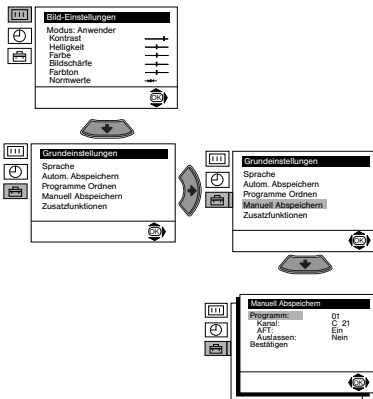 Bild-Einstellungen
Modus: Anwender
Kontrast
Helligkeit
Farbe
Bildschärfe
Farbton
Normwerte
OK
Grundeinstellungen
Sprache
Autom. Abspeichern
Programme Ordnen
Manuell Abspeichern
Zusatzfunktionen
OK
Grundeinstellungen
Sprache
Autom. Abspeichern
Programme Ordnen
Manuell Abspeichern
Zusatzfunktionen
OK
Manuell Abspeichern
Programm: 01
Kanal: C 21
AFT: Ein
Auslassen: Nein
Bestätigen
OK